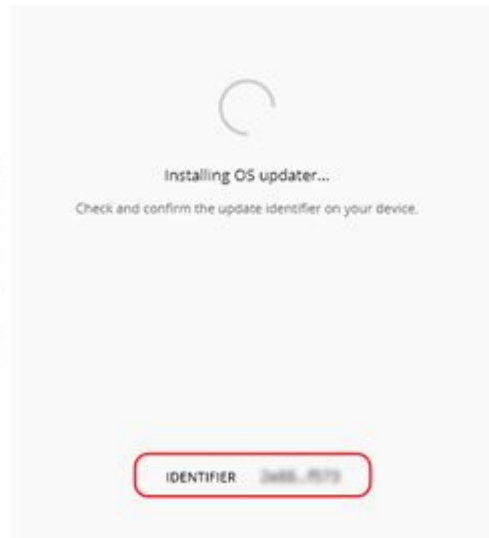 Installing OS updater...
Check and confirm the update identifier on your device.
IDENTIFIER